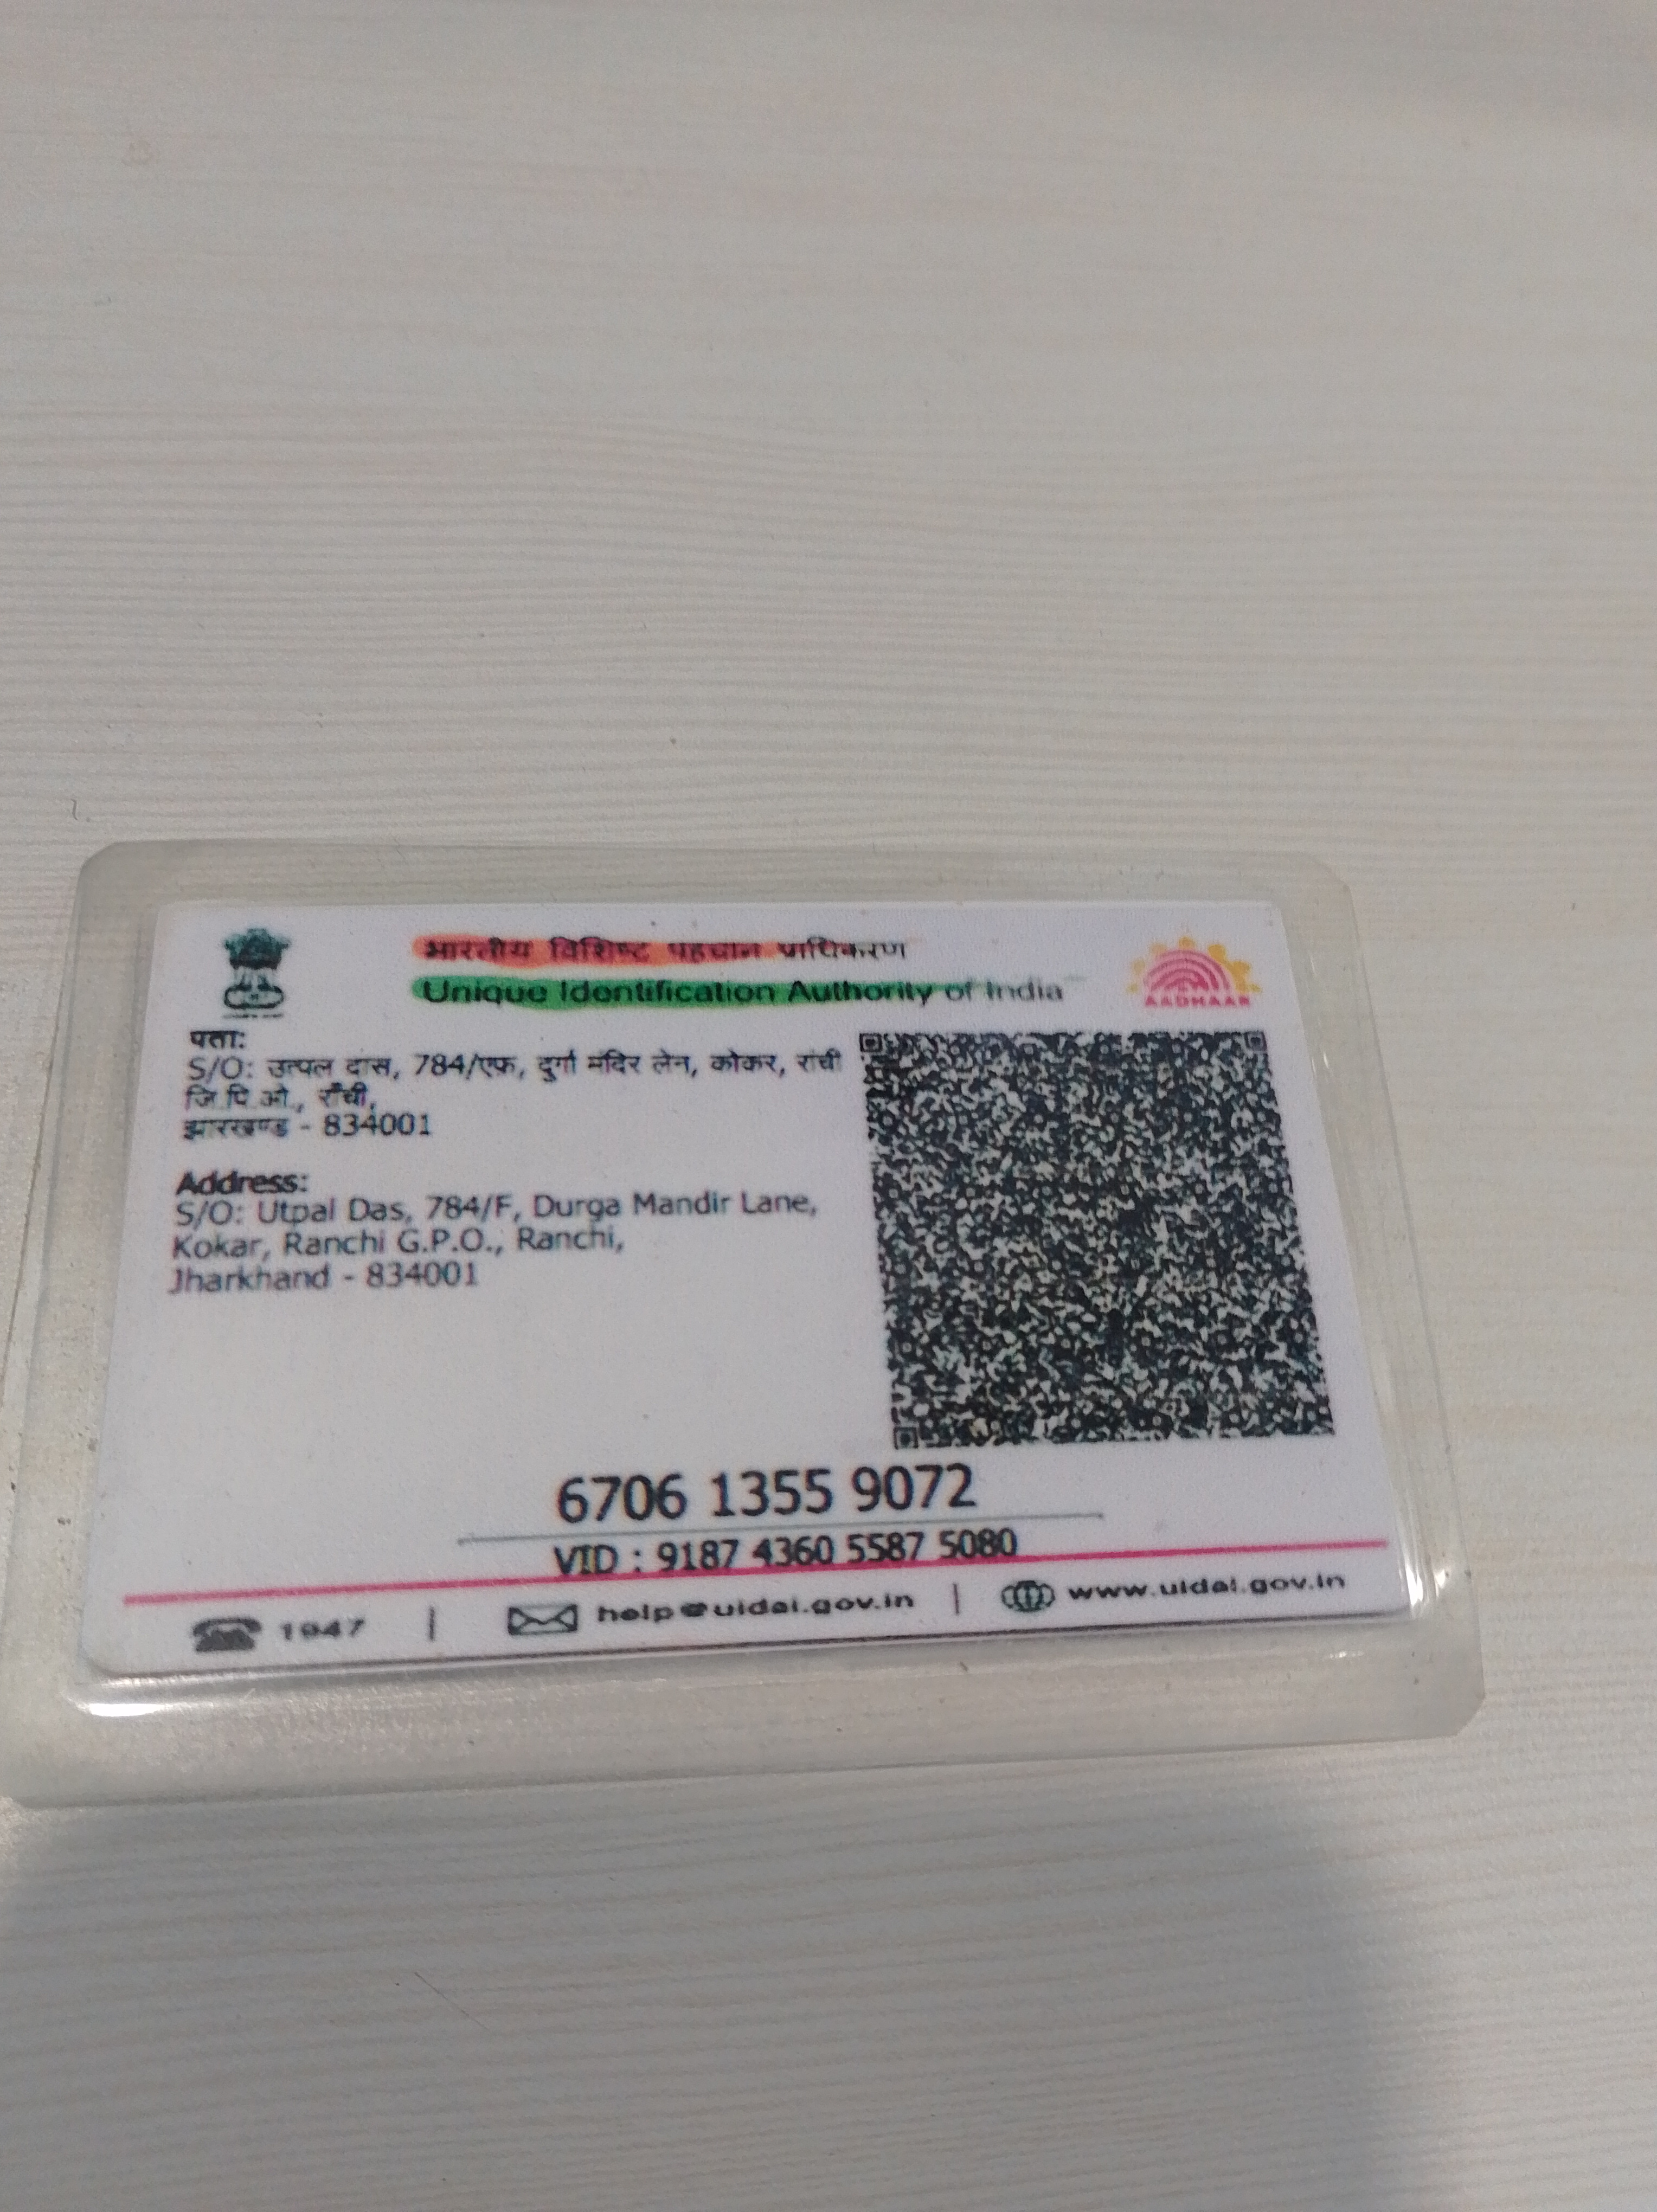 भारतीय विशिष्ट पहचान प्राधिकरण
Unique Identification Authority of India
AADHAAR
पता:
S/O: उत्पल दास, 784/एफ़, दुर्गा मंदिर लेन, कोकर, रांची
जि.पि.ओ., राँची,
झारखण्ड - 834001
Address:
S/O: Utpal Das, 784/F, Durga Mandir Lane,
Kokar, Ranchi G.P.O., Ranchi,
Jharkhand - 834001
6706 1355 9072
VID : 9187 4360 5587 5080
1947 | help@uidai.gov.in | www.uidai.gov.in